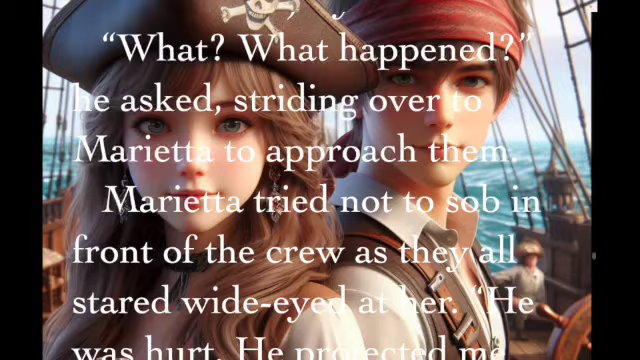 “What? What happened?”
he asked, striding over to
Marietta to approach them.
Marietta tried not to sob in
front of the crew as they all
stared wide-eyed at her. “He
was hurt. He protected me